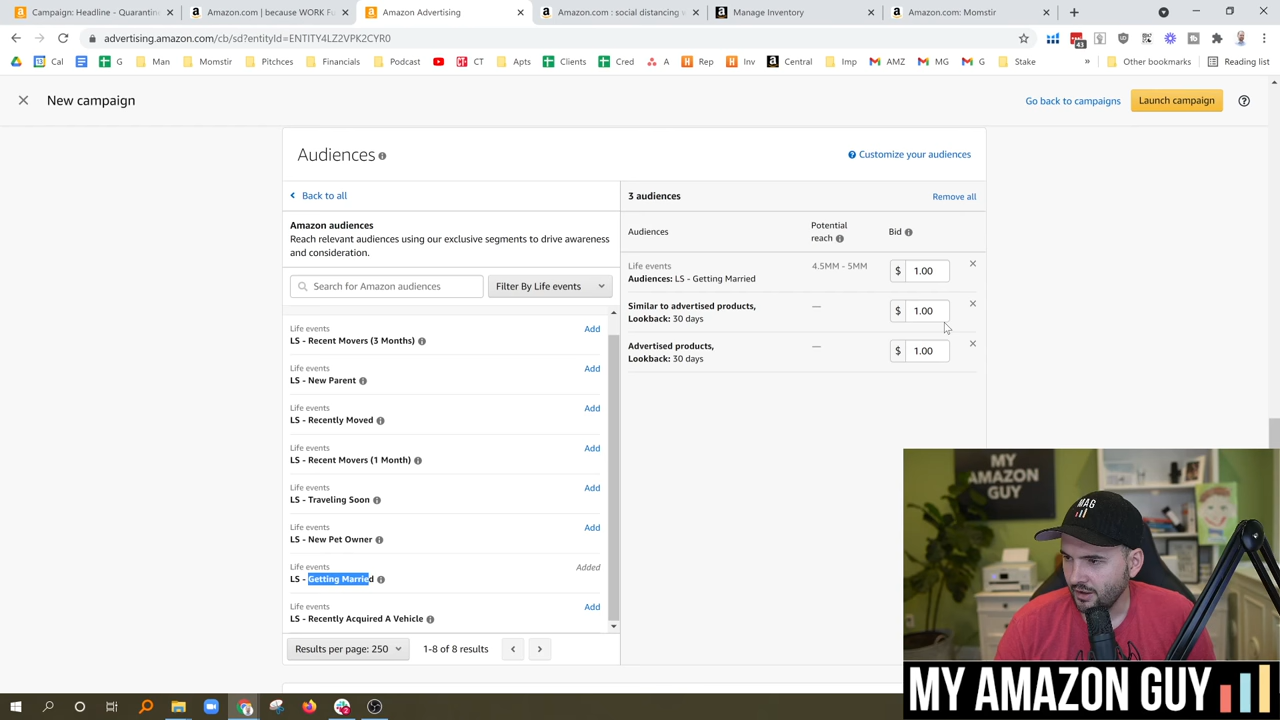 Campaign: Headline - Quarantin
Amazon.com | because WORK Fu
Amazon Advertising
Amazon.com : social distancing
Manage Inventory
Amazon.com: Momstir
advertising.amazon.com/cb/sd?entityId=ENTITY4LZ2VPK2CYR0
43
Cal
G
Man
Momstir
Pitchces
Financials
Podcast
CT
Apts
Clients
Cred
A
Rep
Inv
Central
Imp
AMZ
MG
G
Stake
Other bookmarks
Reading list
New campaign
Go back to campaigns
Launch campaign
Audiences
Customize your audiences
Back to all
3 audiences
Remove all
Amazon audiences
Reach relevant audiences using our exclusive segments to drive awareness
and consideration.
Audiences
Potential
reach
Bid
Search for Amazon audiences
Filter By Life events
Life events
Audiences: LS - Getting Married
4.5MM - 5MM
$ 1.00
Similar to advertised products,
Lookback: 30 days
—
$ 1.00
Advertised products,
Lookback: 30 days
—
$ 1.00
Life events
LS - Recent Movers (3 Months)
Add
Life events
LS - New Parent
Add
Life events
LS - Recently Moved
Add
Life events
LS - Recent Movers (1 Month)
Add
Life events
LS - Traveling Soon
Add
Life events
LS - New Pet Owner
Add
Life events
LS - Getting Married
Added
Life events
LS - Recently Acquired A Vehicle
Add
Results per page: 250
1-8 of 8 results
MY
AMAZON
GUY
MAG
MY AMAZON GUY